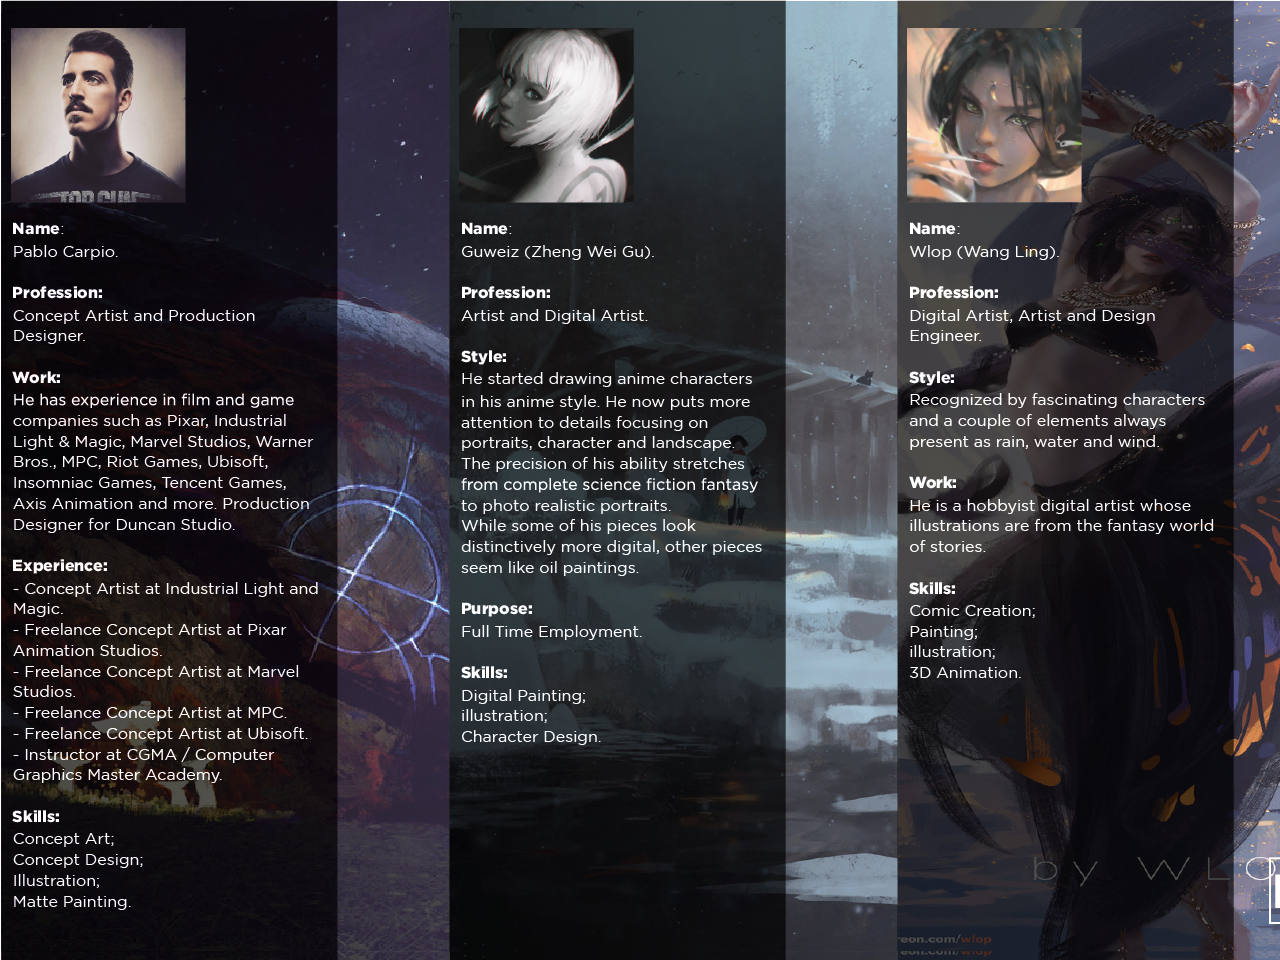 TOP GUN
Name:
Pablo Carpio.
Profession:
Concept Artist and Production
Designer.
Work:
He has experience in film and game
companies such as Pixar, Industrial
Light & Magic, Marvel Studios, Warner
Bros., MPC, Riot Games, Ubisoft,
Insomniac Games, Tencent Games,
Axis Animation and more. Production
Designer for Duncan Studio.
Experience:
- Concept Artist at Industrial Light and
Magic.
- Freelance Concept Artist at Pixar
Animation Studios.
- Freelance Concept Artist at Marvel
Studios.
- Freelance Concept Artist at MPC.
- Freelance Concept Artist at Ubisoft.
- Instructor at CGMA / Computer
Graphics Master Academy.
Skills:
Concept Art;
Concept Design;
Illustration;
Matte Painting.
Name:
Guweiz (Zheng Wei Gu).
Profession:
Artist and Digital Artist.
Style:
He started drawing anime characters
in his anime style. He now puts more
attention to details focusing on
portraits, character and landscape.
The precision of his ability stretches
from complete science fiction fantasy
to photo realistic portraits.
While some of his pieces look
distinctively more digital, other pieces
seem like oil paintings.
Purpose:
Full Time Employment.
Skills:
Digital Painting;
illustration;
Character Design.
Name:
Wlop (Wang Ling).
Profession:
Digital Artist, Artist and Design
Engineer.
Style:
Recognized by fascinating characters
and a couple of elements always
present as rain, water and wind.
Work:
He is a hobbyist digital artist whose
illustrations are from the fantasy world
of stories.
Skills:
Comic Creation;
Painting;
illustration;
3D Animation.
by WLO
reon.com/wlop
eon.com/wlop